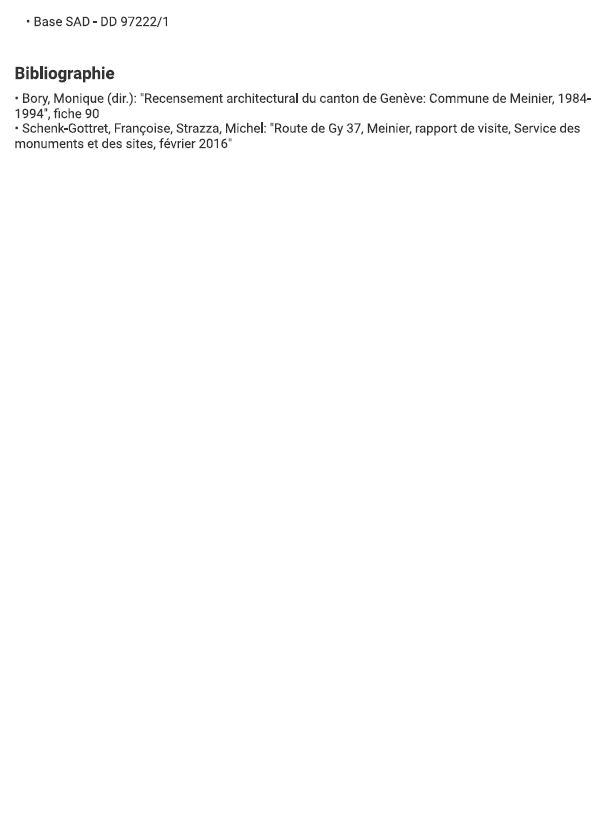 • Base SAD - DD 97222/1
Bibliographie
• Bory, Monique (dir.): "Recensement architectural du canton de Genève: Commune de Meinier, 1984-
1994", fiche 90
• Schenk-Gottret, Françoise, Strazza, Michel: "Route de Gy 37, Meinier, rapport de visite, Service des
monuments et des sites, février 2016"